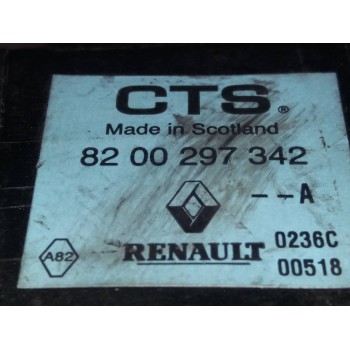 CTS®
Made in Scotland
82 00 297 342
--A
A82
RENAULT
0236C
00518